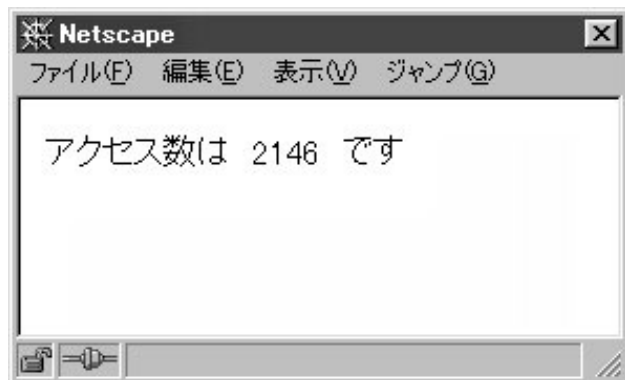 Netscape
ファイル(F) 編集(E) 表示(V) ジャンプ(G)
アクセス数は 2146 です